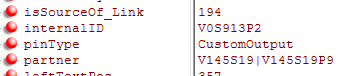 isSourceOf_Link 194
internalID V0S913P2
pinType CustomOutput
partner V145S19|V145S19P9